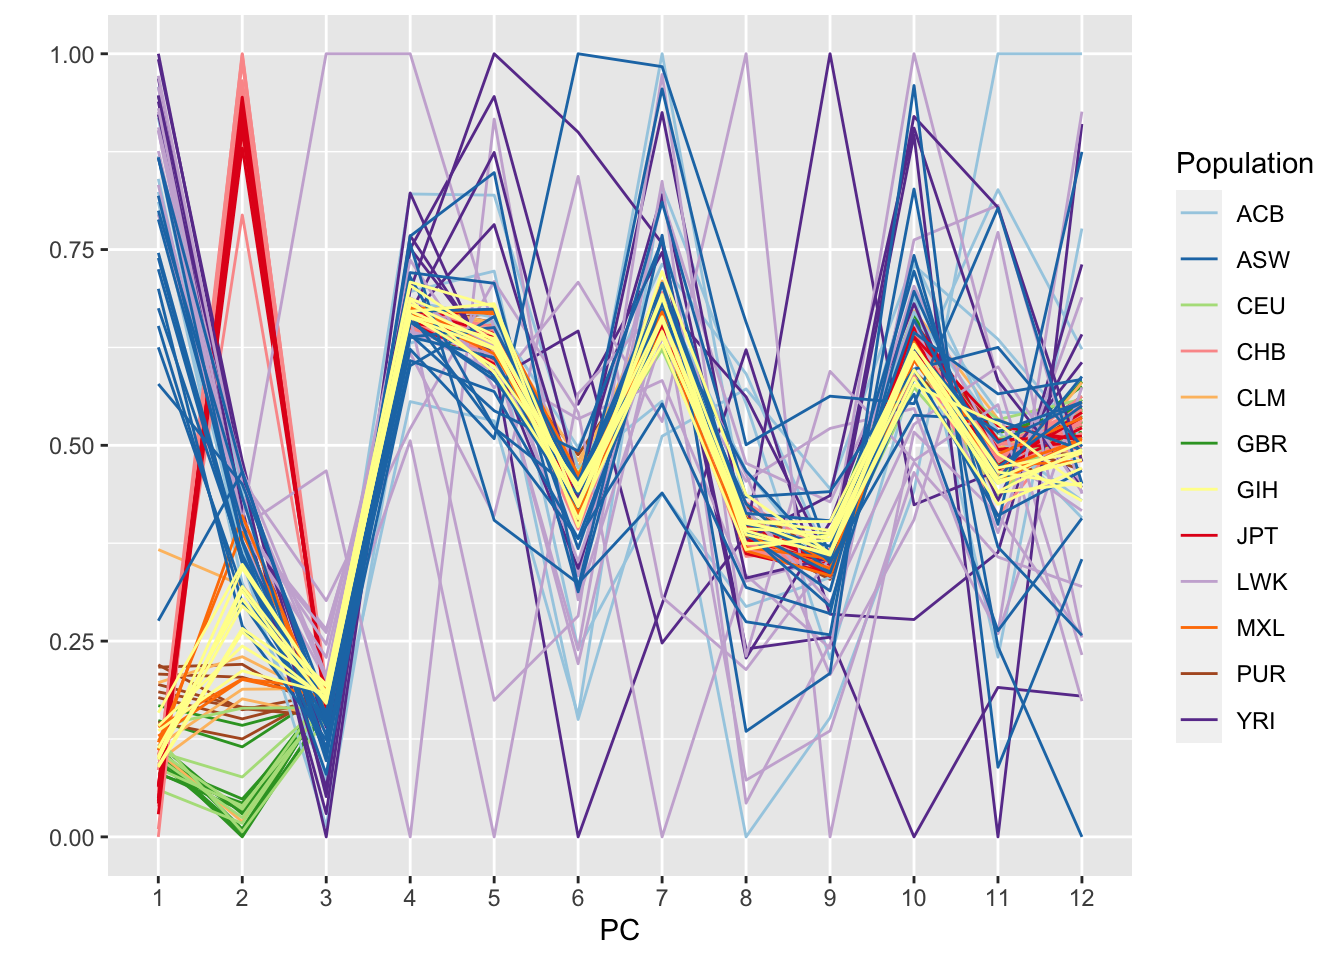 1.00
0.75
0.50
0.25
0.00
1 2 3 4 5 6 7 8 9 10 11 12
PC
Population
ACB
ASW
CEU
CHB
CLM
GBR
GIH
JPT
LWK
MXL
PUR
YRI